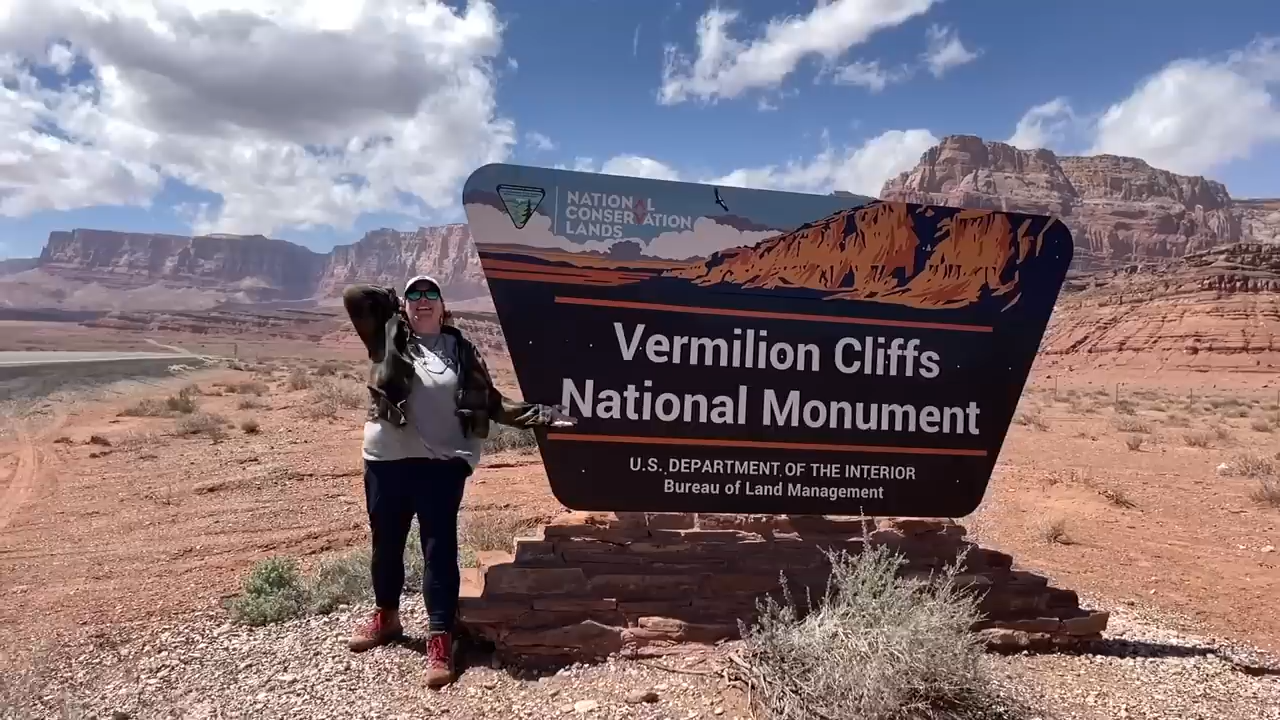 NATIONAL
CONSERVATION
LANDS
Vermilion Cliffs
National Monument
U.S. DEPARTMENT OF THE INTERIOR
Bureau of Land Management